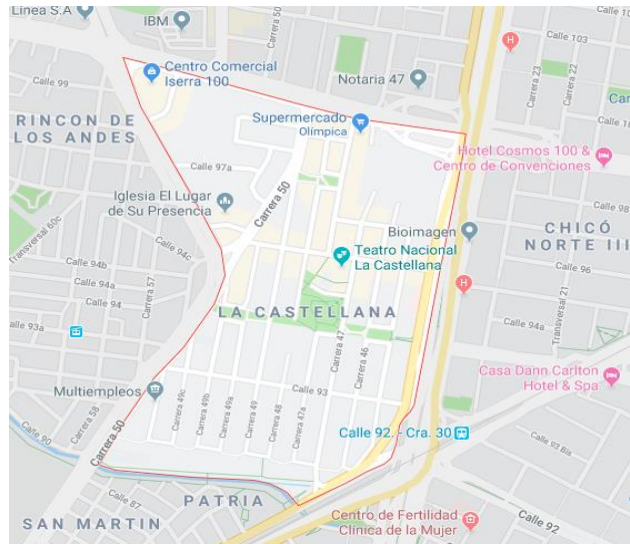 Linea S.A
IBM
Calle 103
Carrera 50
H
Centro Comercial
Iserra 100
Calle 99
Notaria 47
Carrera 23
Carrera 22
Car
RINCON DE
LOS ANDES
Supermercado
Olímpica
Calle 100
Hotel Cosmos 100 &
Centro de Convenciones
Calle 97a
Iglesia El Lugar
de Su Presencia
Carrera 50
Calle 98
Transversal 60c
Bioimagen
CHICÓ
NORTE III
Teatro Nacional
La Castellana
Calle 94c
Calle 94b
Calle 94a
Calle 94
Carrera 57
Calle 96
H
Transversal 21
LA CASTELLANA
Calle 93a
Calle 94a
Carrera 47
Carrera 46
Casa Dann Carlton
Hotel & Spa
Multiempleos
Calle 93
Carrera 49c
Carrera 49b
Carrera 49a
Carrera 49
Carrera 48
Carrera 47a
Carrera 58
Carrera 50
Calle 90
Calle 92. - Cra. 30
Calle 93 Bis
Calle 87
PATRIA
SAN MARTIN
Centro de Fertilidad
Clínica de la Mujer
Calle 92